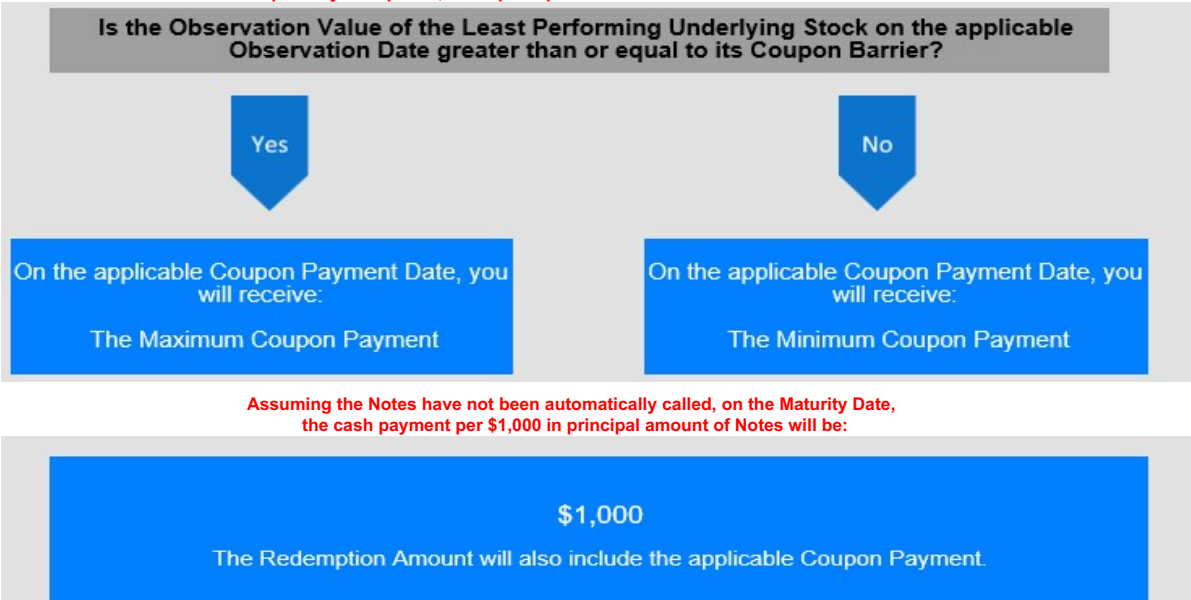 Is the Observation Value of the Least Performing Underlying Stock on the applicable
Observation Date greater than or equal to its Coupon Barrier?
Yes
No
On the applicable Coupon Payment Date, you
will receive:
The Maximum Coupon Payment
On the applicable Coupon Payment Date, you
will receive:
The Minimum Coupon Payment
Assuming the Notes have not been automatically called, on the Maturity Date,
the cash payment per $1,000 in principal amount of Notes will be:
$1,000
The Redemption Amount will also include the applicable Coupon Payment.